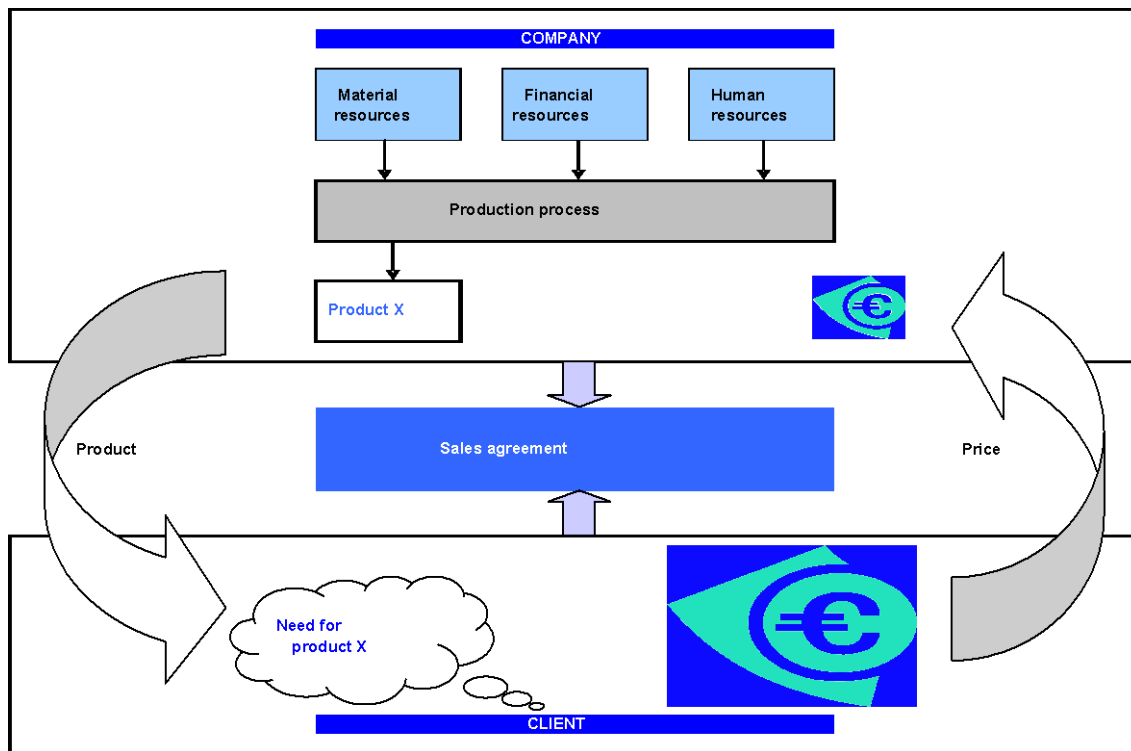 COMPANY
Material
resources
Financial
resources
Human
resources
Production process
Product X
Product
Sales agreement
Price
Need for
product X
CLIENT